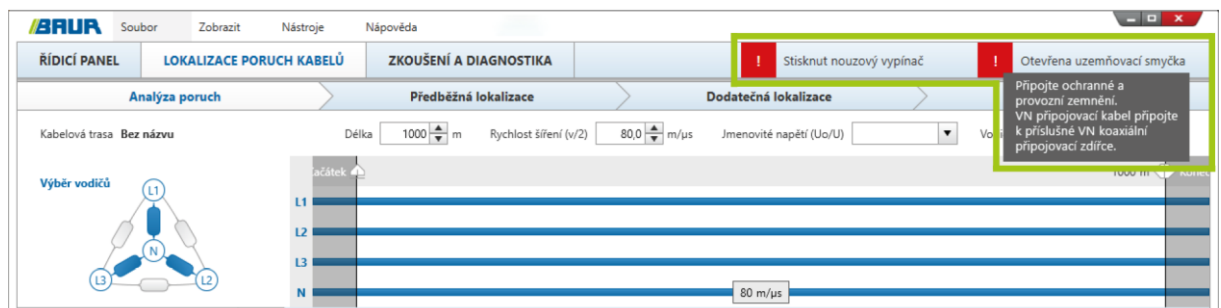 BAUR Soubor Zobrazit Nástroje Nápověda
ŘÍDICÍ PANEL LOKALIZACE PORUCH KABELŮ ZKOUŠENÍ A DIAGNOSTIKA ! Stisknut nouzový vypínač ! Otevřena uzemňovací smyčka
Analýza poruch Předběžná lokalizace Dodatečná lokalizace
Připojte ochranné a
provozní zemnění.
VN připojovací kabel připojte
k příslušné VN koaxiální
připojovací zdířce.
Kabelová trasa Bez názvu Délka 1000 m Rychlost šíření (v/2) 80,0 m/µs Jmenovité napětí (Uo/U)
Výběr vodičů
L1
N
L3 L2
Začátek 1000 m Konec
L1
L2
L3
N 80 m/µs